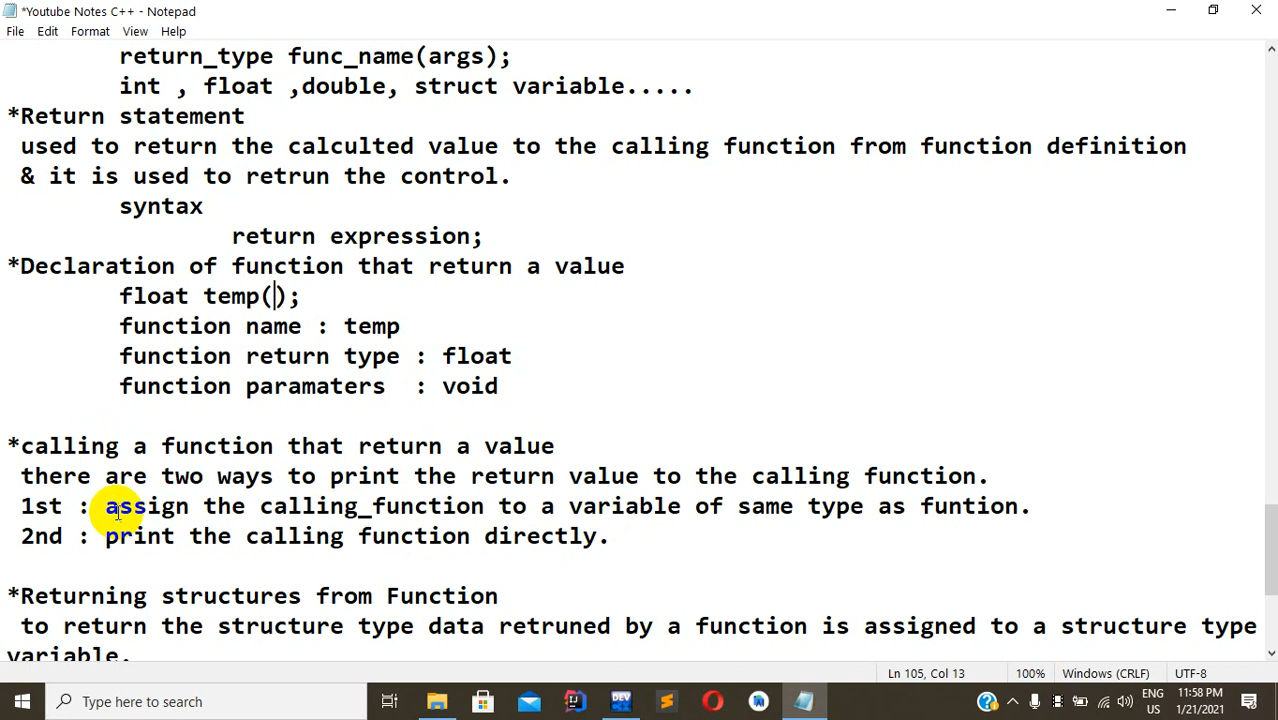 *Youtube Notes C++ - Notepad
File Edit Format View Help
return_type func_name(args);
int , float ,double, struct variable.....
*Return statement
used to return the calculted value to the calling function from function definition
& it is used to retrun the control.
syntax
return expression;
*Declaration of function that return a value
float temp();
function name : temp
function return type : float
function paramaters : void
*calling a function that return a value
there are two ways to print the return value to the calling function.
1st : assign the calling_function to a variable of same type as funtion.
2nd : print the calling function directly.
*Returning structures from Function
to return the structure type data retruned by a function is assigned to a structure type
variable.
Ln 105, Col 13 100% Windows (CRLF) UTF-8
Type here to search
DEV
ENG
US
11:58 PM
1/21/2021